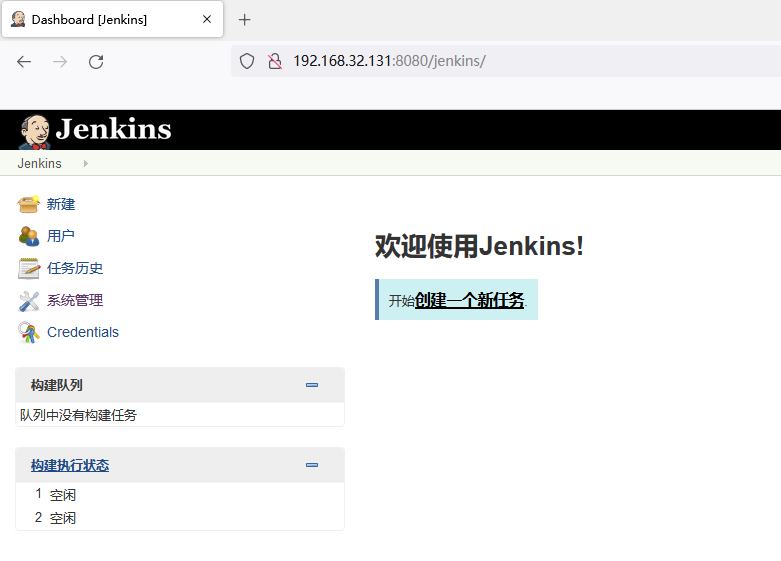 Dashboard [Jenkins]
192.168.32.131:8080/jenkins/
Jenkins
Jenkins
新建
用户
任务历史
系统管理
Credentials
欢迎使用Jenkins!
开始创建一个新任务.
构建队列
队列中没有构建任务
构建执行状态
1 空闲
2 空闲